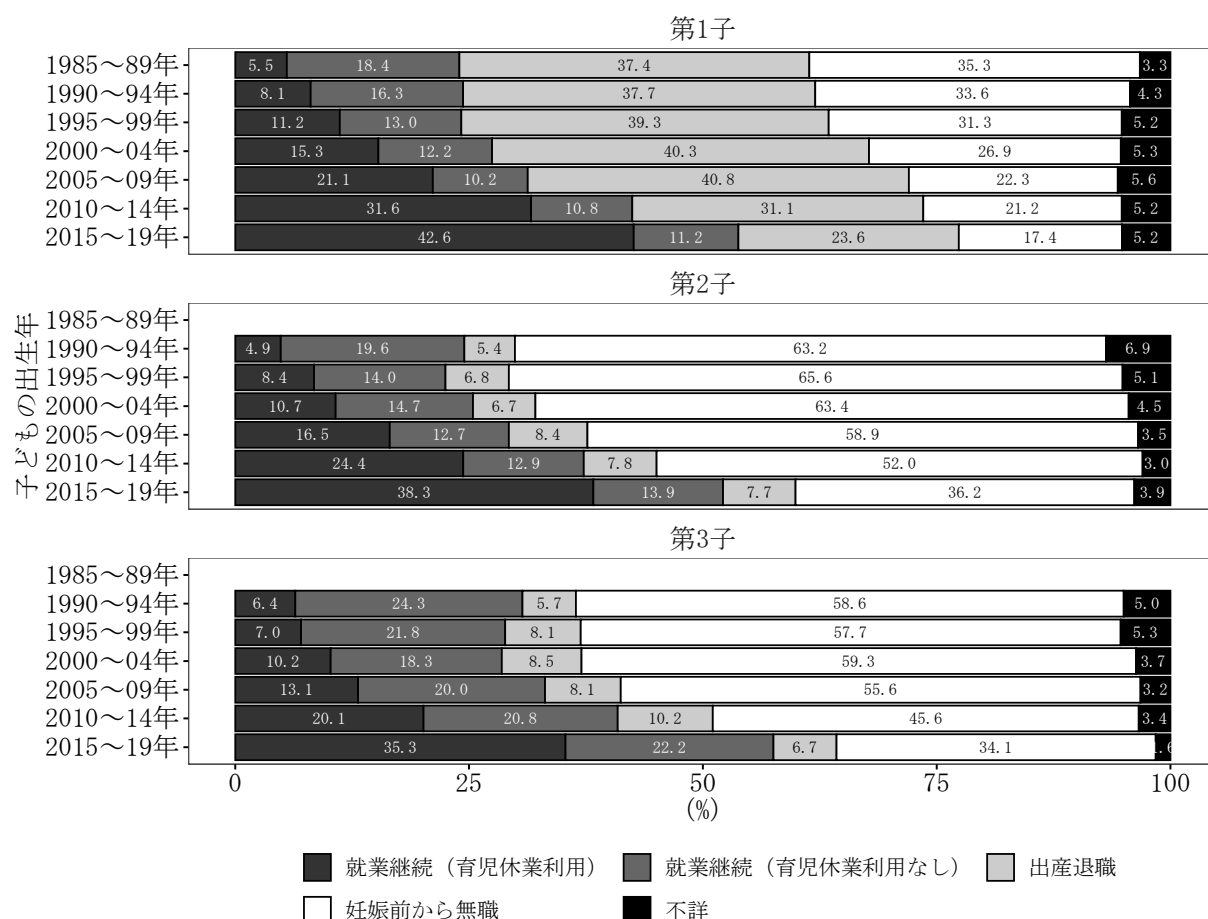 第1子
1985～89年 5.5 18.4 37.4 35.3 3.3
1990～94年 8.1 16.3 37.7 33.6 4.3
1995～99年 11.2 13.0 39.3 31.3 5.2
2000～04年 15.3 12.2 40.3 26.9 5.3
2005～09年 21.1 10.2 40.8 22.3 5.6
2010～14年 31.6 10.8 31.1 21.2 5.2
2015～19年 42.6 11.2 23.6 17.4 5.2
第2子
子どもの出生年
1985～89年
1990～94年 4.9 19.6 5.4 63.2 6.9
1995～99年 8.4 14.0 6.8 65.6 5.1
2000～04年 10.7 14.7 6.7 63.4 4.5
2005～09年 16.5 12.7 8.4 58.9 3.5
2010～14年 24.4 12.9 7.8 52.0 3.0
2015～19年 38.3 13.9 7.7 36.2 3.9
第3子
1985～89年
1990～94年 6.4 24.3 5.7 58.6 5.0
1995～99年 7.0 21.8 8.1 57.7 5.3
2000～04年 10.2 18.3 8.5 59.3 3.7
2005～09年 13.1 20.0 8.1 55.6 3.2
2010～14年 20.1 20.8 10.2 45.6 3.4
2015～19年 35.3 22.2 6.7 34.1 1.6
0 25 50 75 100
(%)
就業継続（育児休業利用） 就業継続（育児休業利用なし） 出産退職
妊娠前から無職 不詳